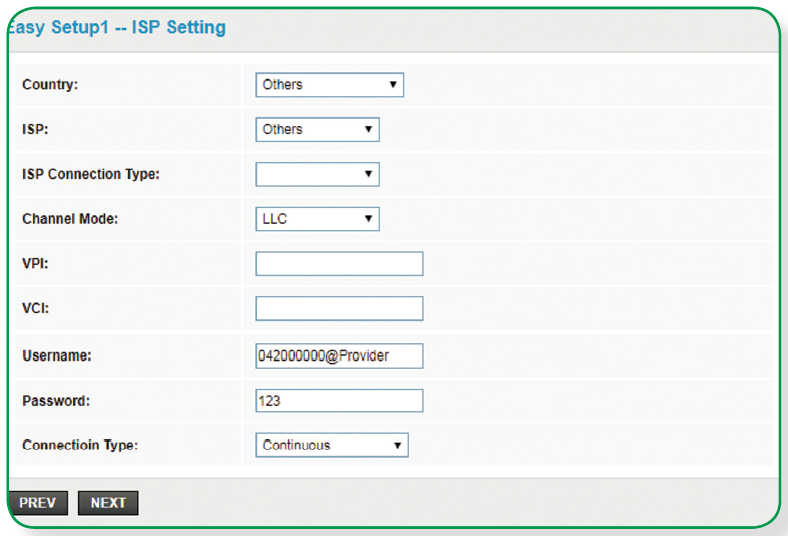 Easy Setup1 -- ISP Setting
Country: Others
ISP: Others
ISP Connection Type:
Channel Mode: LLC
VPI:
VCI:
Username: 042000000@Provider
Password: 123
Connectioin Type: Continuous
PREV NEXT